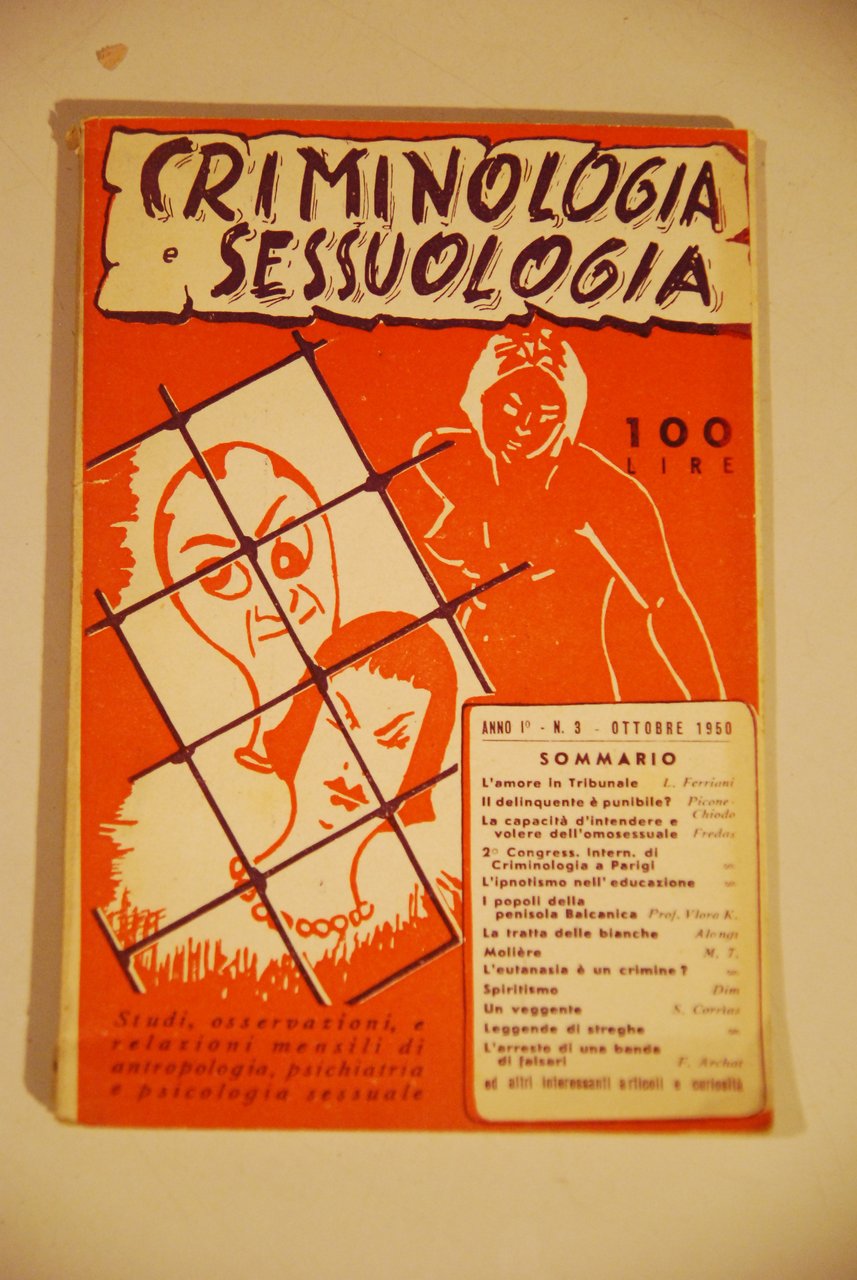 CRIMINOLOGIA
e SESSUOLOGIA
100
LIRE
ANNO I° - N. 3 - OTTOBRE 1950
SOMMARIO
L'amore in Tribunale L. Ferriani
Il delinquente è punibile? Picone-
Chiodo
La capacità d'intendere e
volere dell'omosessuale Fredas
2° Congress. Intern. di
Criminologia a Parigi
L'ipnotismo nell'educazione
I popoli della
penisola Balcanica Prof. Vlora K.
La tratta delle bianche Alongi
Molière M. T.
L'eutanasia è un crimine?
Spiritismo Dim
Un veggente S. Corrias
Leggende di streghe
L'arresto di una banda
di falsari F. Archat
ed altri interessanti articoli e curiosità
Studi, osservazioni, e
relazioni mensili di
antropologia, psichiatria
e psicologia sessuale